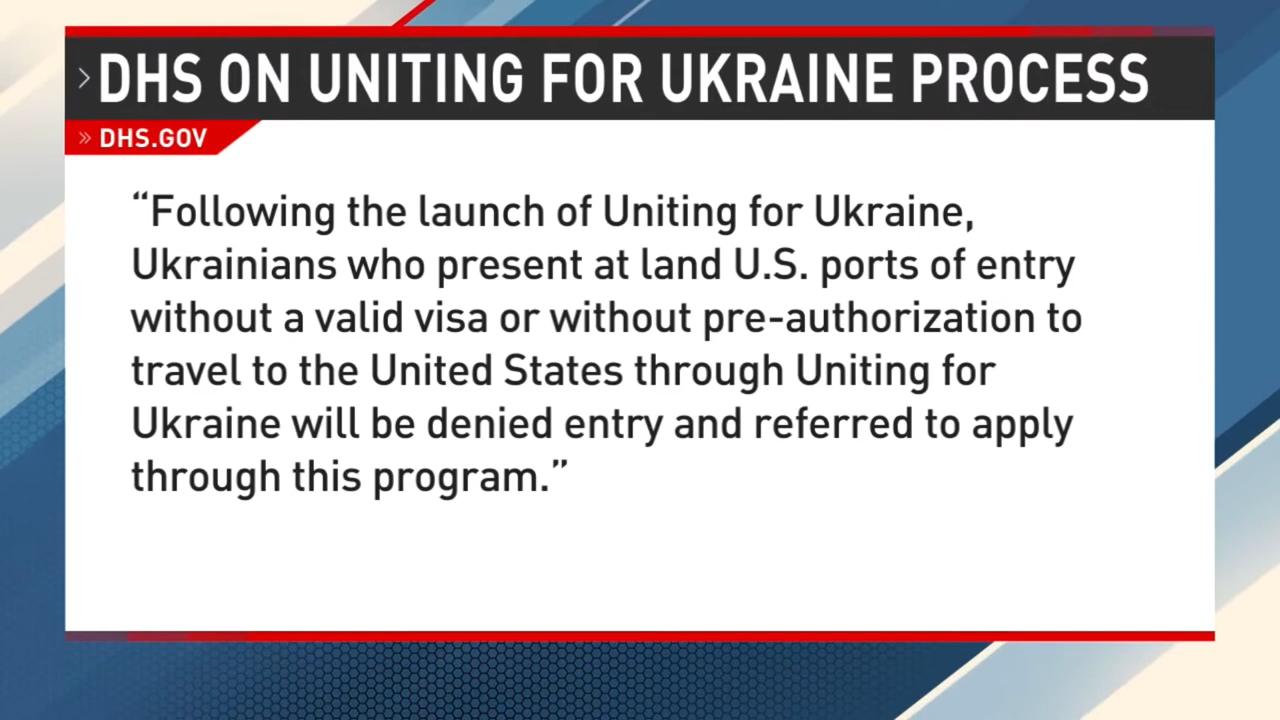 DHS ON UNITING FOR UKRAINE PROCESS
DHS.GOV
“Following the launch of Uniting for Ukraine,
Ukrainians who present at land U.S. ports of entry
without a valid visa or without pre-authorization to
travel to the United States through Uniting for
Ukraine will be denied entry and referred to apply
through this program.”